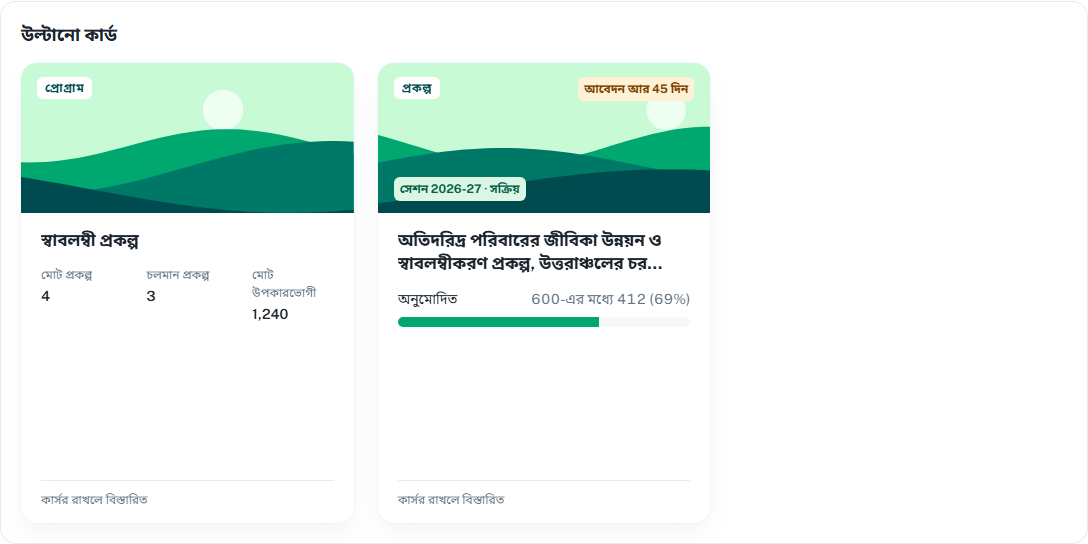 উল্টানো কার্ড
প্রোগ্রাম
স্বাবলম্বী প্রকল্প
মোট প্রকল্প
4
চলমান প্রকল্প
3
মোট
উপকারভোগী
1,240
কার্সর রাখলে বিস্তারিত
প্রকল্প
আবেদন আর 45 দিন
সেশন 2026-27 · সক্রিয়
অতিদরিদ্র পরিবারের জীবিকা উন্নয়ন ও
স্বাবলম্বীকরণ প্রকল্প, উত্তরাঞ্চলের চর...
অনুমোদিত
600-এর মধ্যে 412 (69%)
কার্সর রাখলে বিস্তারিত